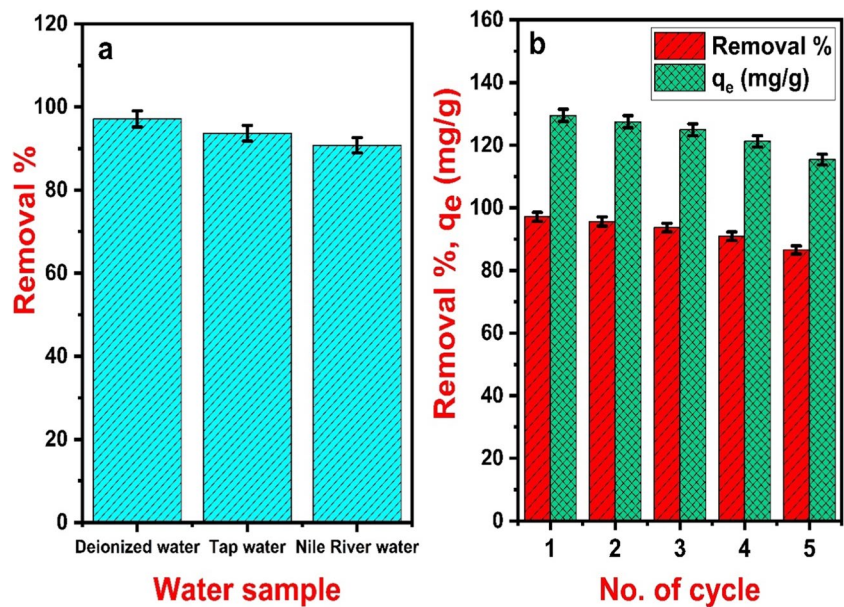 a
120
100
80
60
40
20
0
Removal %
Deionized water Tap water Nile River water
Water sample
b
Removal %
qe (mg/g)
160
140
120
100
80
60
40
20
0
Removal %, qe (mg/g)
1 2 3 4 5
No. of cycle